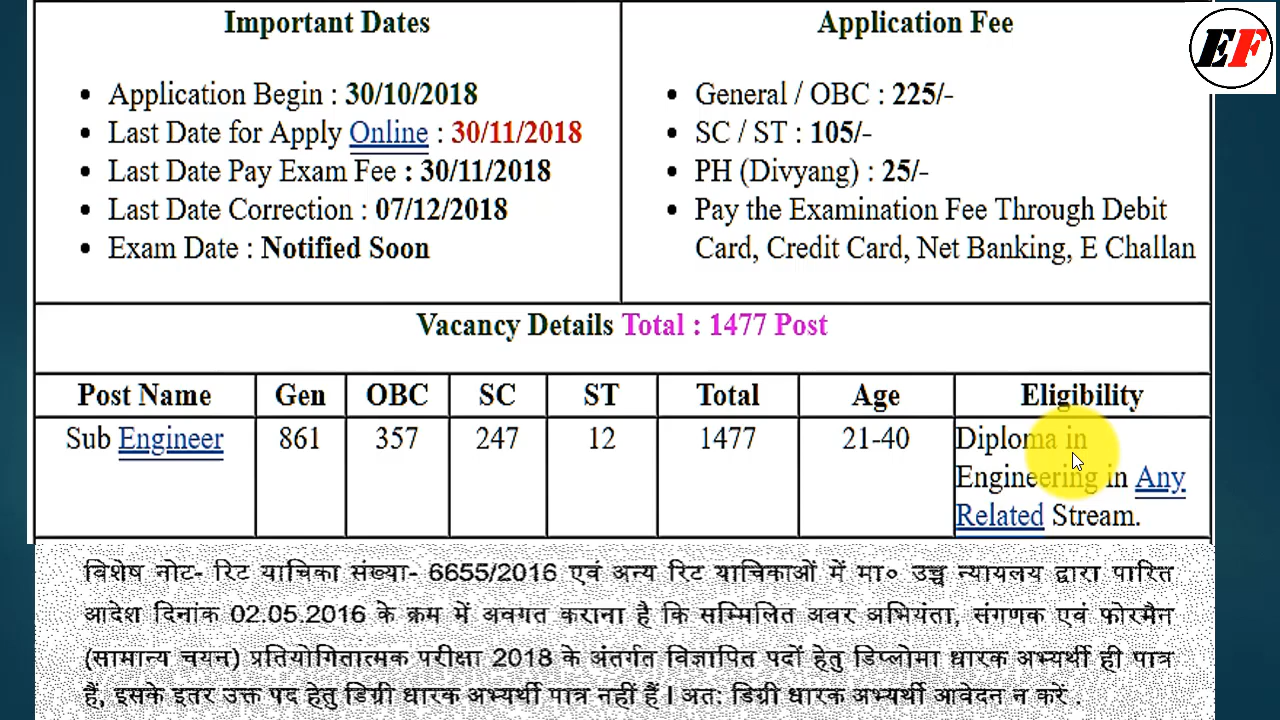 EF
Important Dates
Application Begin : 30/10/2018
Last Date for Apply Online : 30/11/2018
Last Date Pay Exam Fee : 30/11/2018
Last Date Correction : 07/12/2018
Exam Date : Notified Soon
Application Fee
General / OBC : 225/-
SC / ST : 105/-
PH (Divyang) : 25/-
Pay the Examination Fee Through Debit
Card, Credit Card, Net Banking, E Challan
Vacancy Details Total : 1477 Post
Post Name Gen OBC SC ST Total Age Eligibility
Sub Engineer 861 357 247 12 1477 21-40 Diploma in
Engineering in Any
Related Stream.
विशेष नोट- रिट याचिका संख्या- 6655/2016 एवं अन्य रिट याचिकाओं में मा० उच्च न्यायलय द्वारा पारित
आदेश दिनांक 02.05.2016 के क्रम में अवगत कराना है कि सम्मिलित अवर अभियंता, संगणक एवं फोरमैन
(सामान्य चयन) प्रतियोगितात्मक परीक्षा 2018 के अंतर्गत विज्ञापित पदों हेतु डिप्लोमा धारक अभ्यर्थी ही पात्र
हैं, इसके इतर उक्त पद हेतु डिग्री धारक अभ्यर्थी पात्र नहीं हैं। अतः डिग्री धारक अभ्यर्थी आवेदन न करें .